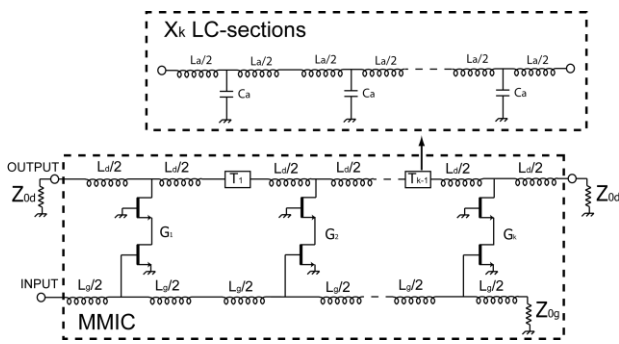 Xk LC-sections
La/2 La/2 La/2 La/2 La/2 La/2
Ca Ca Ca
OUTPUT Ld/2 Ld/2 T1 Ld/2 Ld/2 Tk-1 Ld/2 Ld/2
Z0d Z0d
G1 G2 Gk
INPUT Lg/2 Lg/2 Lg/2 Lg/2 Lg/2 Lg/2
Z0g
MMIC